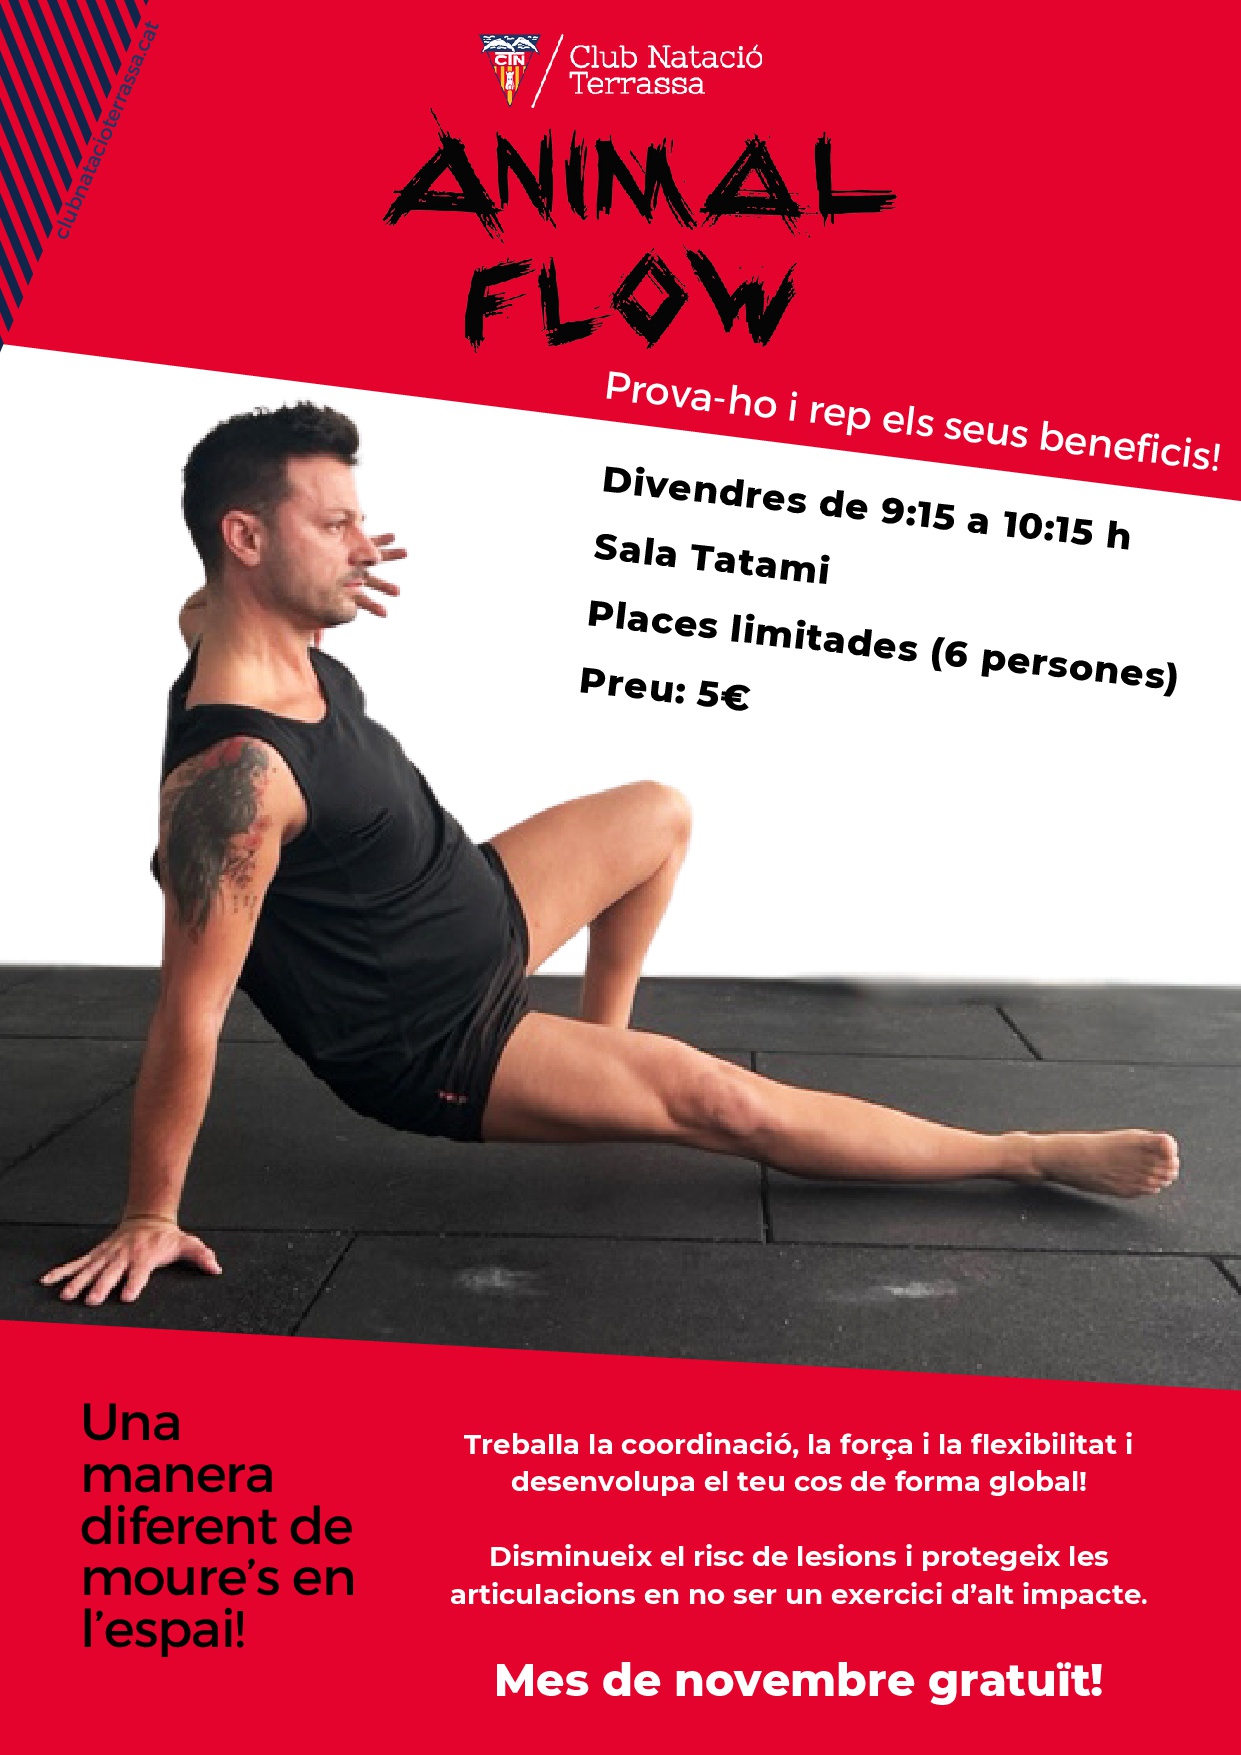 clubnatacioterrassa.cat
CTN
Club Natació
Terrassa
ANIMAL
FLOW
Prova-ho i rep els seus beneficis!
Divendres de 9:15 a 10:15 h
Sala Tatami
Places limitades (6 persones)
Preu: 5€
Una
manera
diferent de
moure's en
l'espai!
Treballa la coordinació, la força i la flexibilitat i
desenvolupa el teu cos de forma global!
Disminueix el risc de lesions i protegeix les
articulacions en no ser un exercici d'alt impacte.
Mes de novembre gratuït!